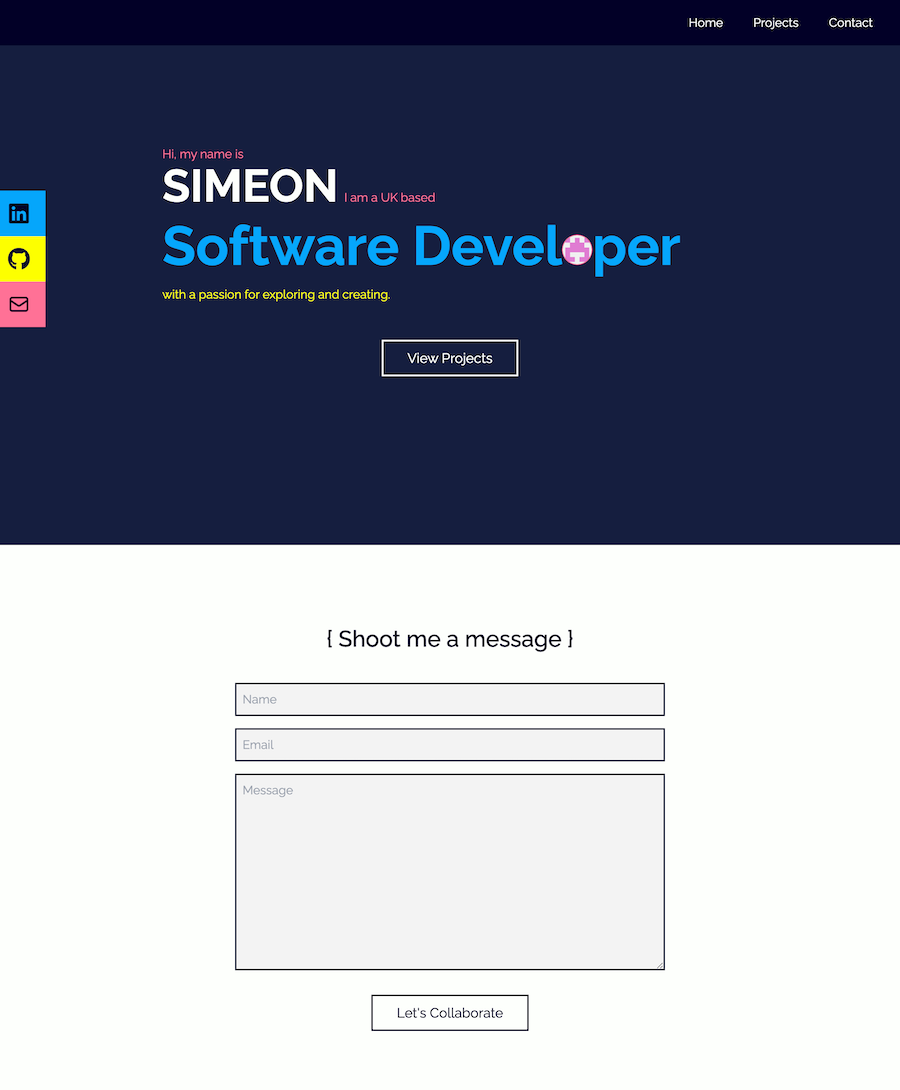 Home Projects Contact
Hi, my name is
SIMEON I am a UK based
Software Developer
with a passion for exploring and creating.
in
View Projects
{ Shoot me a message }
Name
Email
Message
Let's Collaborate